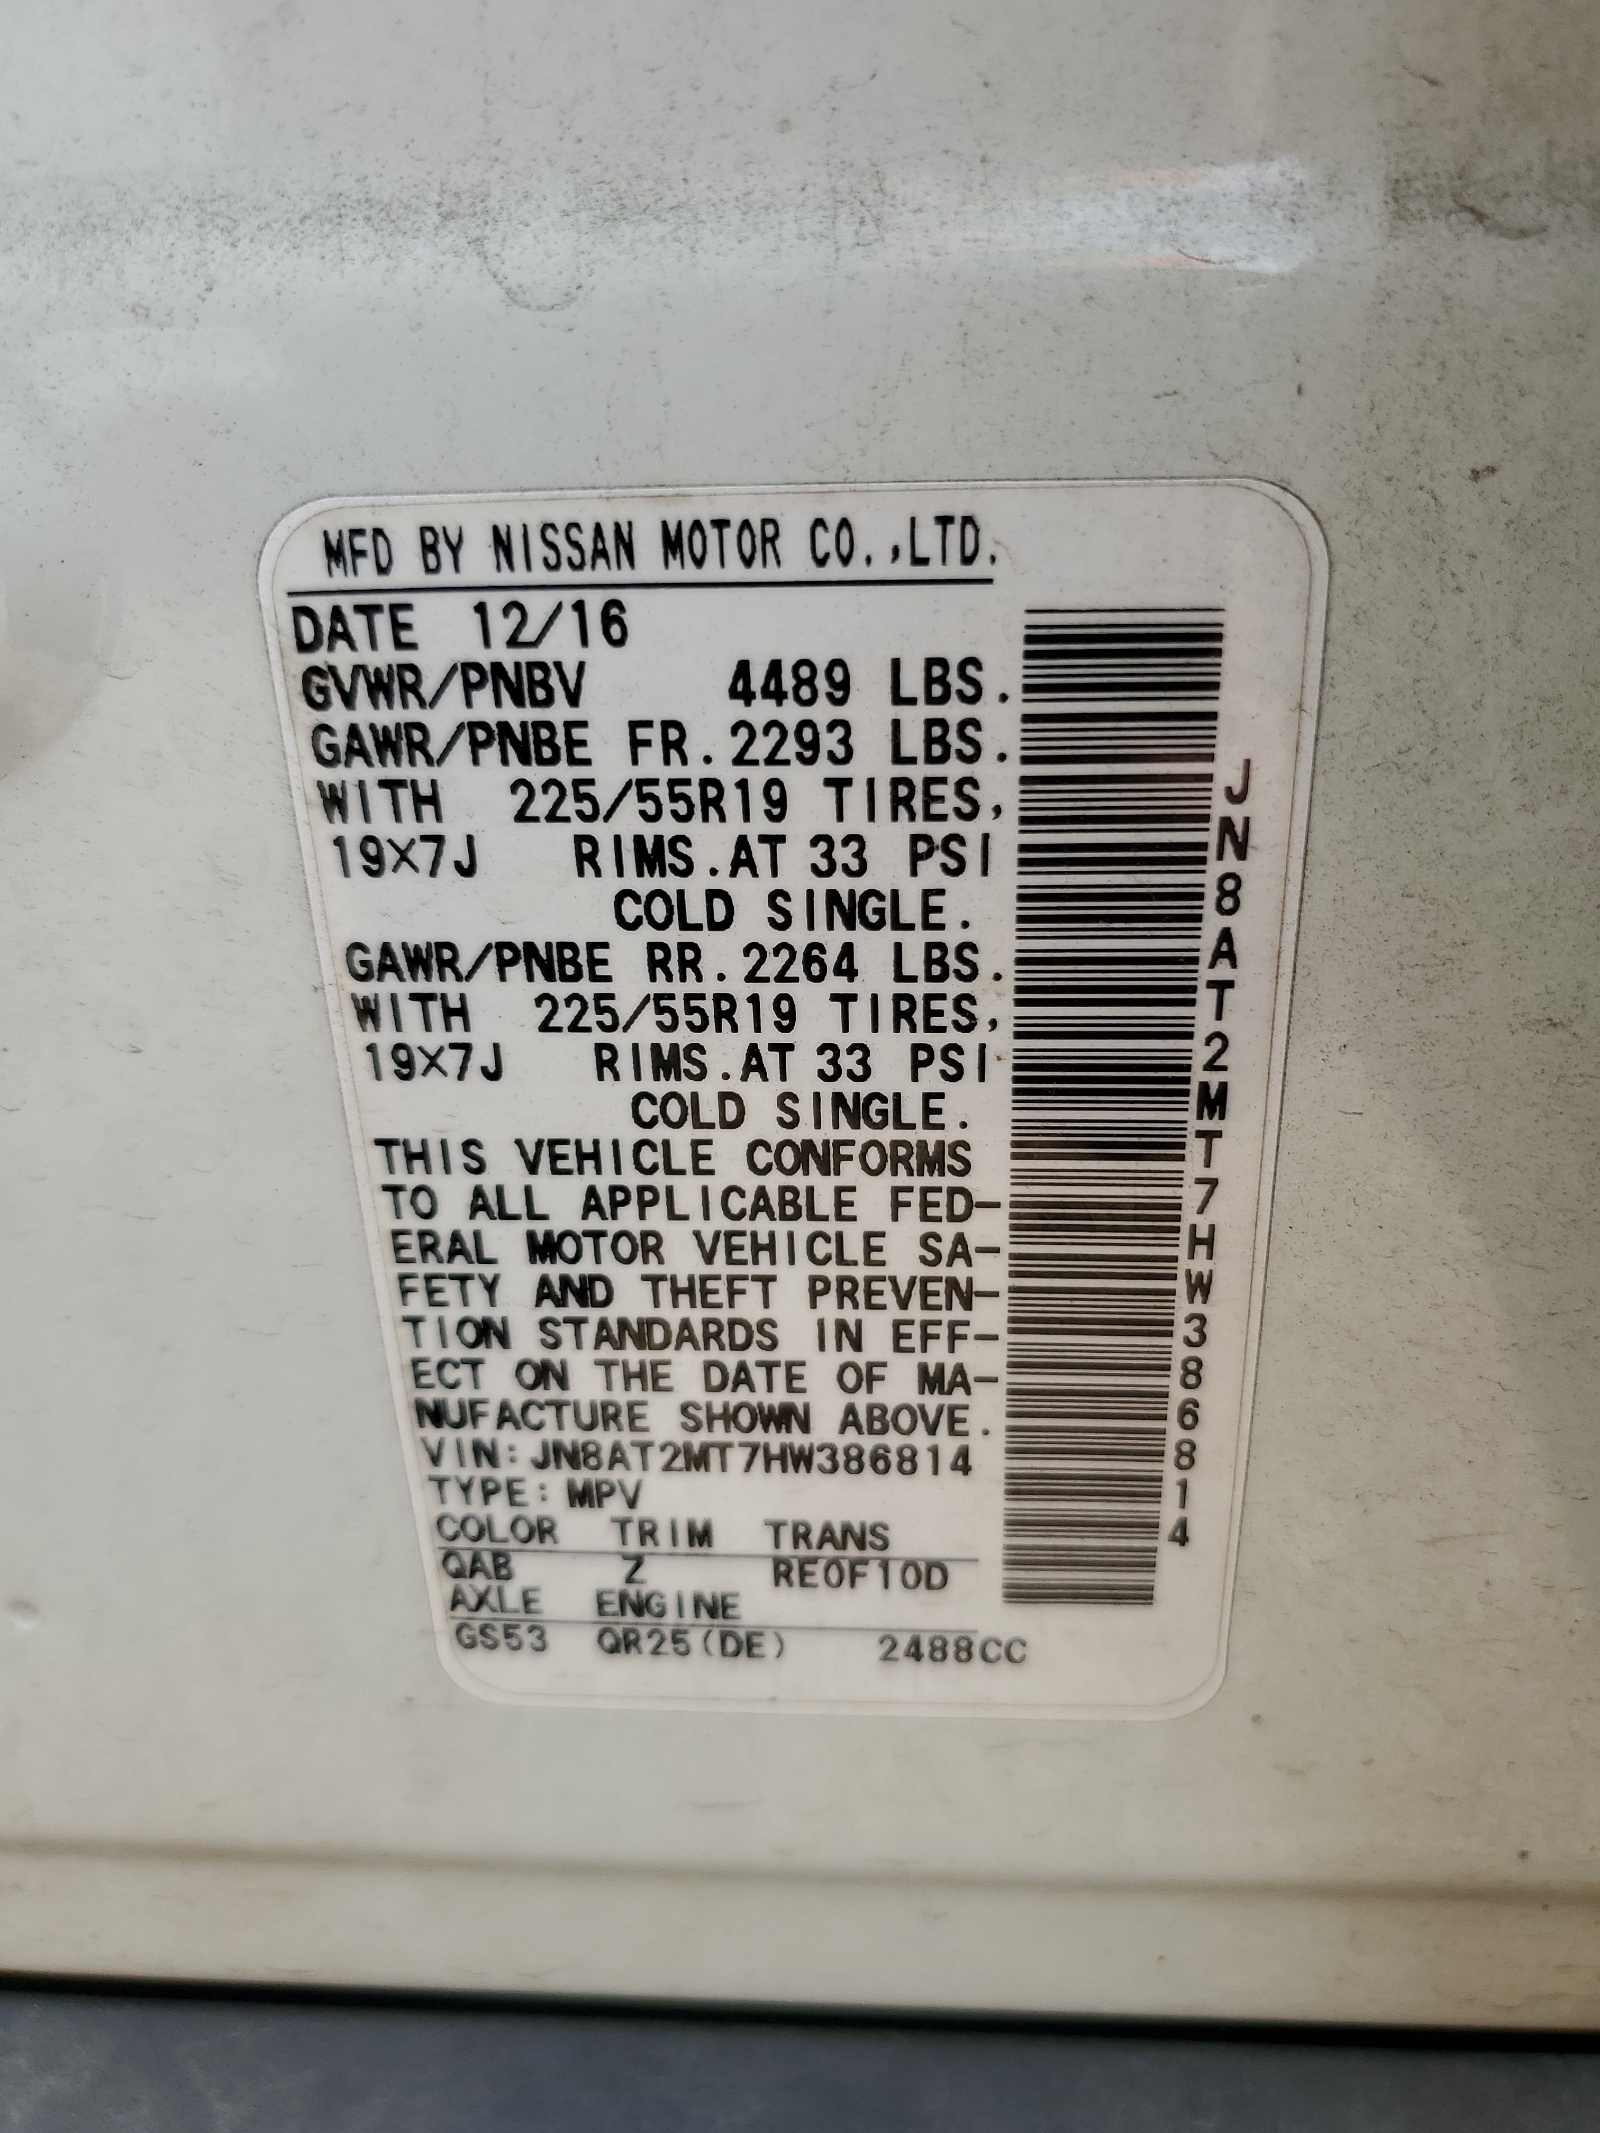 MFD BY NISSAN MOTOR CO.,LTD.
DATE 12/16
GVWR/PNBV 4489 LBS.
GAWR/PNBE FR.2293 LBS.
WITH 225/55R19 TIRES,
19×7J RIMS.AT 33 PSI
COLD SINGLE.
GAWR/PNBE RR.2264 LBS.
WITH 225/55R19 TIRES,
19×7J RIMS.AT 33 PSI
COLD SINGLE.
THIS VEHICLE CONFORMS
TO ALL APPLICABLE FED-
ERAL MOTOR VEHICLE SA-
FETY AND THEFT PREVEN-
TION STANDARDS IN EFF-
ECT ON THE DATE OF MA-
NUFACTURE SHOWN ABOVE.
VIN:JN8AT2MT7HW386814
TYPE:MPV
COLOR TRIM TRANS
QAB Z RE0F10D
AXLE ENGINE
GS53 QR25(DE) 2488CC
JN8AT2MT7HW386814